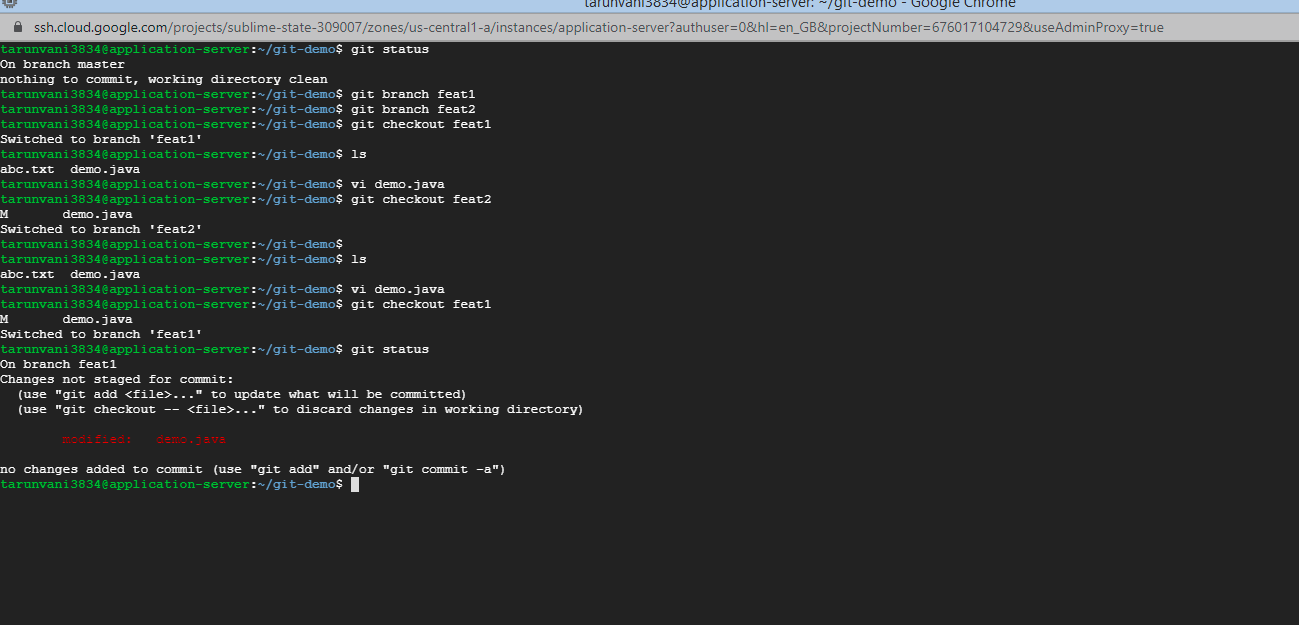 tarunvani3834@application-server: ~/git-demo - Google Chrome
ssh.cloud.google.com/projects/sublime-state-309007/zones/us-central1-a/instances/application-server?authuser=0&hl=en_GB&projectNumber=676017104729&useAdminProxy=true
tarunvani3834@application-server:~/git-demo$ git status
On branch master
nothing to commit, working directory clean
tarunvani3834@application-server:~/git-demo$ git branch feat1
tarunvani3834@application-server:~/git-demo$ git branch feat2
tarunvani3834@application-server:~/git-demo$ git checkout feat1
Switched to branch 'feat1'
tarunvani3834@application-server:~/git-demo$ ls
abc.txt  demo.java
tarunvani3834@application-server:~/git-demo$ vi demo.java
tarunvani3834@application-server:~/git-demo$ git checkout feat2
M       demo.java
Switched to branch 'feat2'
tarunvani3834@application-server:~/git-demo$
tarunvani3834@application-server:~/git-demo$ ls
abc.txt  demo.java
tarunvani3834@application-server:~/git-demo$ vi demo.java
tarunvani3834@application-server:~/git-demo$ git checkout feat1
M       demo.java
Switched to branch 'feat1'
tarunvani3834@application-server:~/git-demo$ git status
On branch feat1
Changes not staged for commit:
  (use "git add <file>..." to update what will be committed)
  (use "git checkout -- <file>..." to discard changes in working directory)
        modified:   demo.java
no changes added to commit (use "git add" and/or "git commit -a")
tarunvani3834@application-server:~/git-demo$